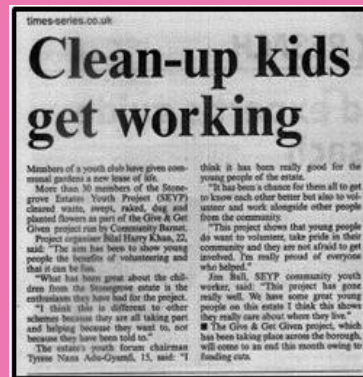 times-series.co.uk
Clean-up kids
get working
Members of a youth club have given com-
munal gardens a new lease of life.
More than 30 members of the Stone-
grove Estates Youth Project (SEYP)
cleared waste, swept, raked, dug and
planted flowers as part of the Give & Get
Given project run by Community Barnet.
Project organiser Bilal Harry Khan, 22,
said: "The aim has been to show young
people the benefits of volunteering and
that it can be fun.
"What has been great about the chil-
dren from the Stonegrove estate is the
enthusiasm they have had for the project.
"I think this is different to other
schemes because they are all taking part
and helping because they want to, not
because they have been told to."
The estate's youth forum chairman
Tyrese Nana Adu-Gyamfi, 15, said: "I
think it has been really good for the
young people of the estate.
"It has been a chance for them all to get
to know each other better but also to vol-
unteer and work alongside other people
from the community.
"This project shows that young people
do want to volunteer, take pride in their
community and they are not afraid to get
involved. I'm really proud of everyone
who helped."
Jim Ball, SEYP community youth
worker, said: "This project has gone
really well. We have some great young
people on this estate I think this shows
they really care about where they live."
■ The Give & Get Given project, which
has been taking place across the borough,
will come to an end this month owing to
funding cuts.